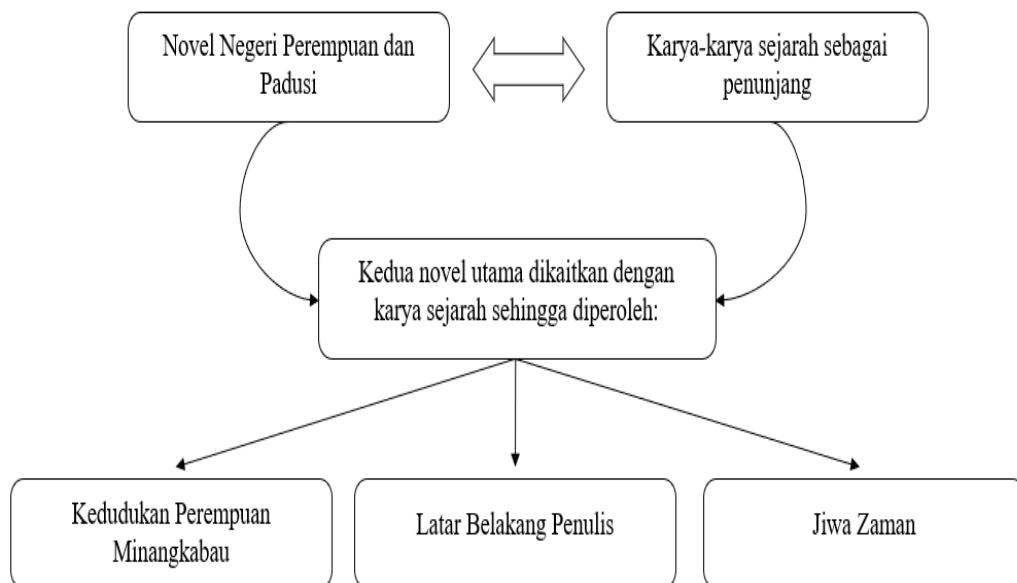 Novel Negeri Perempuan dan
Padusi
Karya-karya sejarah sebagai
penunjang
Kedua novel utama dikaitkan dengan
karya sejarah sehingga diperoleh:
Kedudukan Perempuan
Minangkabau
Latar Belakang Penulis
Jiwa Zaman